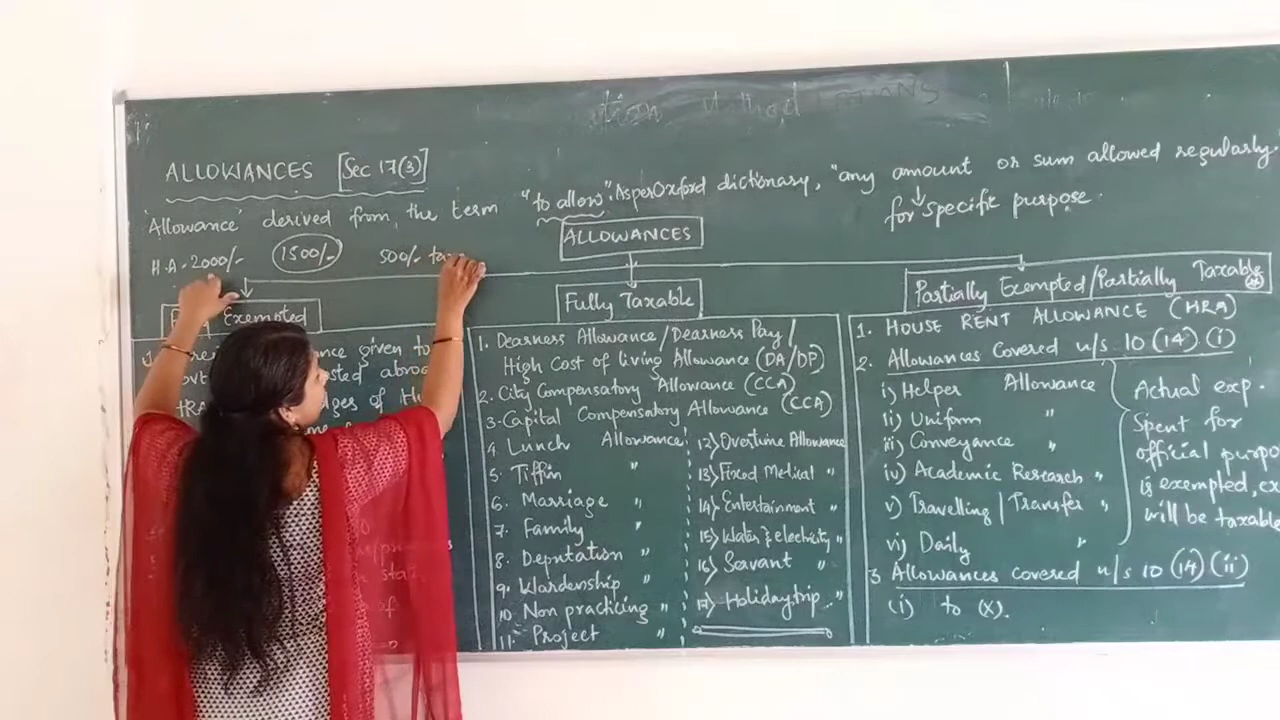 ALLOWANCES [Sec 17(3)]
'Allowance' derived from the term "to allow". As per Oxford dictionary, "any amount or sum allowed regularly.
for specific purpose
H.A - 2000/- 1500/- 500/-
ALLOWANCES
Exempted
given to
abroa
Fully Taxable
1. Dearness Allowance/Dearness Pay/
High Cost of living Allowance (DA/DP)
2. City Compensatory Allowance (CCA)
3. Capital Compensatory Allowance (CCA)
4. Lunch Allowance
5. Tiffin "
6. Marriage "
7. Family "
8. Deputation "
9. Wardenship "
10. Non practicing "
11. Project "
12) Overtime Allowance
13) Fixed Medical "
14) Entertainment "
15) Water & electricity "
16) Servant "
17) Holiday trip "
Partially Exempted/Partially Taxable
1. HOUSE RENT ALLOWANCE (HRA)
2. Allowances Covered u/s 10 (14) (i)
i) Helper Allowance
ii) Uniform "
iii) Conveyance "
iv) Academic Research "
v) Travelling / Transfer "
vi) Daily "
Actual exp.
Spent for
official purpo
is exempted, ex
will be taxable
3 Allowances covered u/s 10 (14) (ii)
(i) to (x).